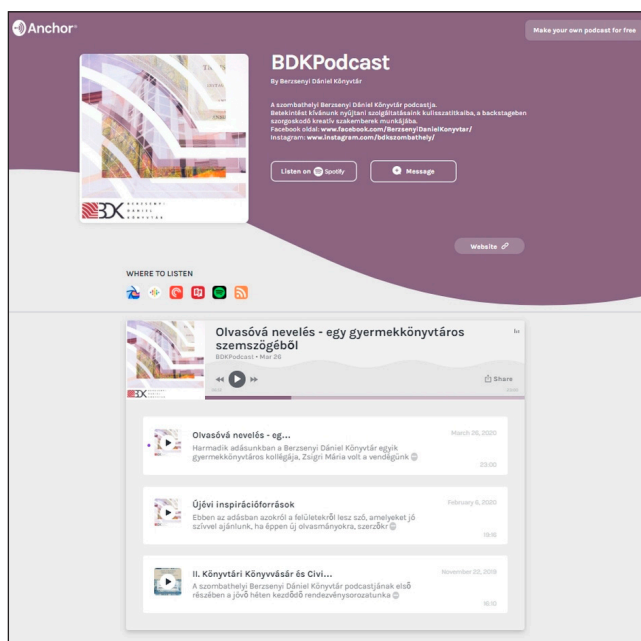 Anchor
Make your own podcast for free
BDKPodcast
By Berzsenyi Dániel Könyvtár
A szombathelyi Berzsenyi Dániel Könyvtár podcastja.
Betekintést kívánunk nyújtani szolgáltatásaink kulisszatitkaiba, a backstageben
szorgoskodó kreatív szakemberek munkájába.
Facebook oldal: www.facebook.com/BerzsenyiDanielKonyvtar/
Instagram: www.instagram.com/bdkszombathely/
Listen on Spotify
Message
BDK
BERZSENYI
DÁNIEL
KÖNYVTÁR
Website
WHERE TO LISTEN
Olvasóvá nevelés - egy gyermekkönyvtáros
szemszögéből
BDKPodcast • Mar 26
Share
BDK
Olvasóvá nevelés - eg...
March 26, 2020
Harmadik adásunkban a Berzsenyi Dániel Könyvtár egyik
gyermekkönyvtáros kollégája, Zsigri Mária volt a vendégünk
23:00
Újévi inspirációforrások
February 6, 2020
Ebben az adásban azokról a felületekről lesz szó, amelyeket jó
szívvel ajánlunk, ha éppen új olvasmányokra, szerzőkr
II. Könyvtári Könyvvásár és Civi...
November 22, 2019
A szombathelyi Berzsenyi Dániel Könyvtár podcastjának első
részében a jövő héten kezdődő rendezvénysorozatunka